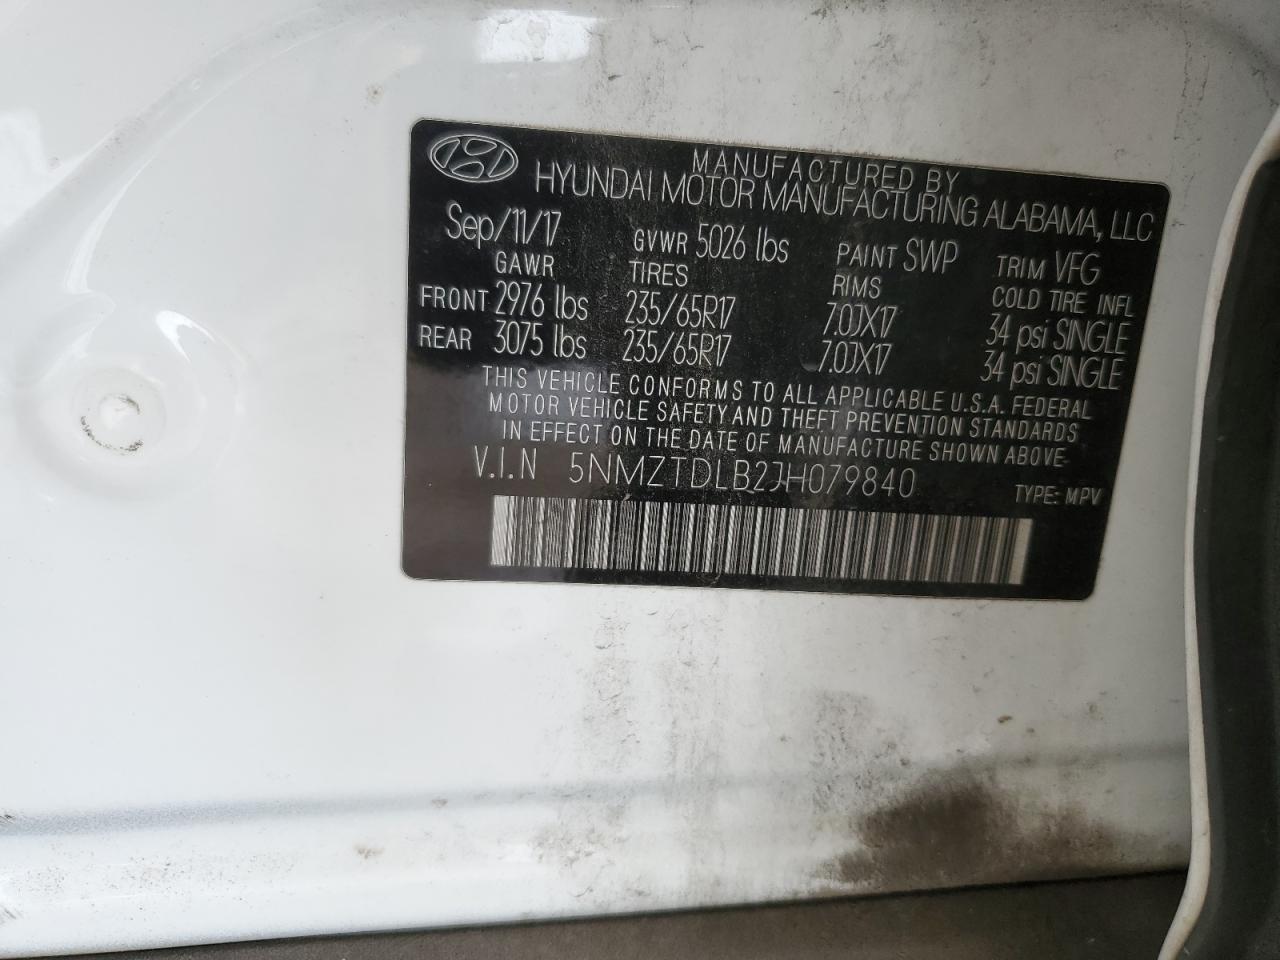 MANUFACTURED BY
HYUNDAI MOTOR MANUFACTURING ALABAMA, LLC
Sep/11/17 GVWR 5026 lbs PAINT SWP TRIM VFG
GAWR TIRES RIMS COLD TIRE INFL
FRONT 2976 lbs 235/65R17 7.0JX17 34 psi SINGLE
REAR 3075 lbs 235/65R17 7.0JX17 34 psi SINGLE
THIS VEHICLE CONFORMS TO ALL APPLICABLE U.S.A. FEDERAL
MOTOR VEHICLE SAFETY AND THEFT PREVENTION STANDARDS
IN EFFECT ON THE DATE OF MANUFACTURE SHOWN ABOVE.
V.I.N 5NMZTDLB2JH079840 TYPE: MPV